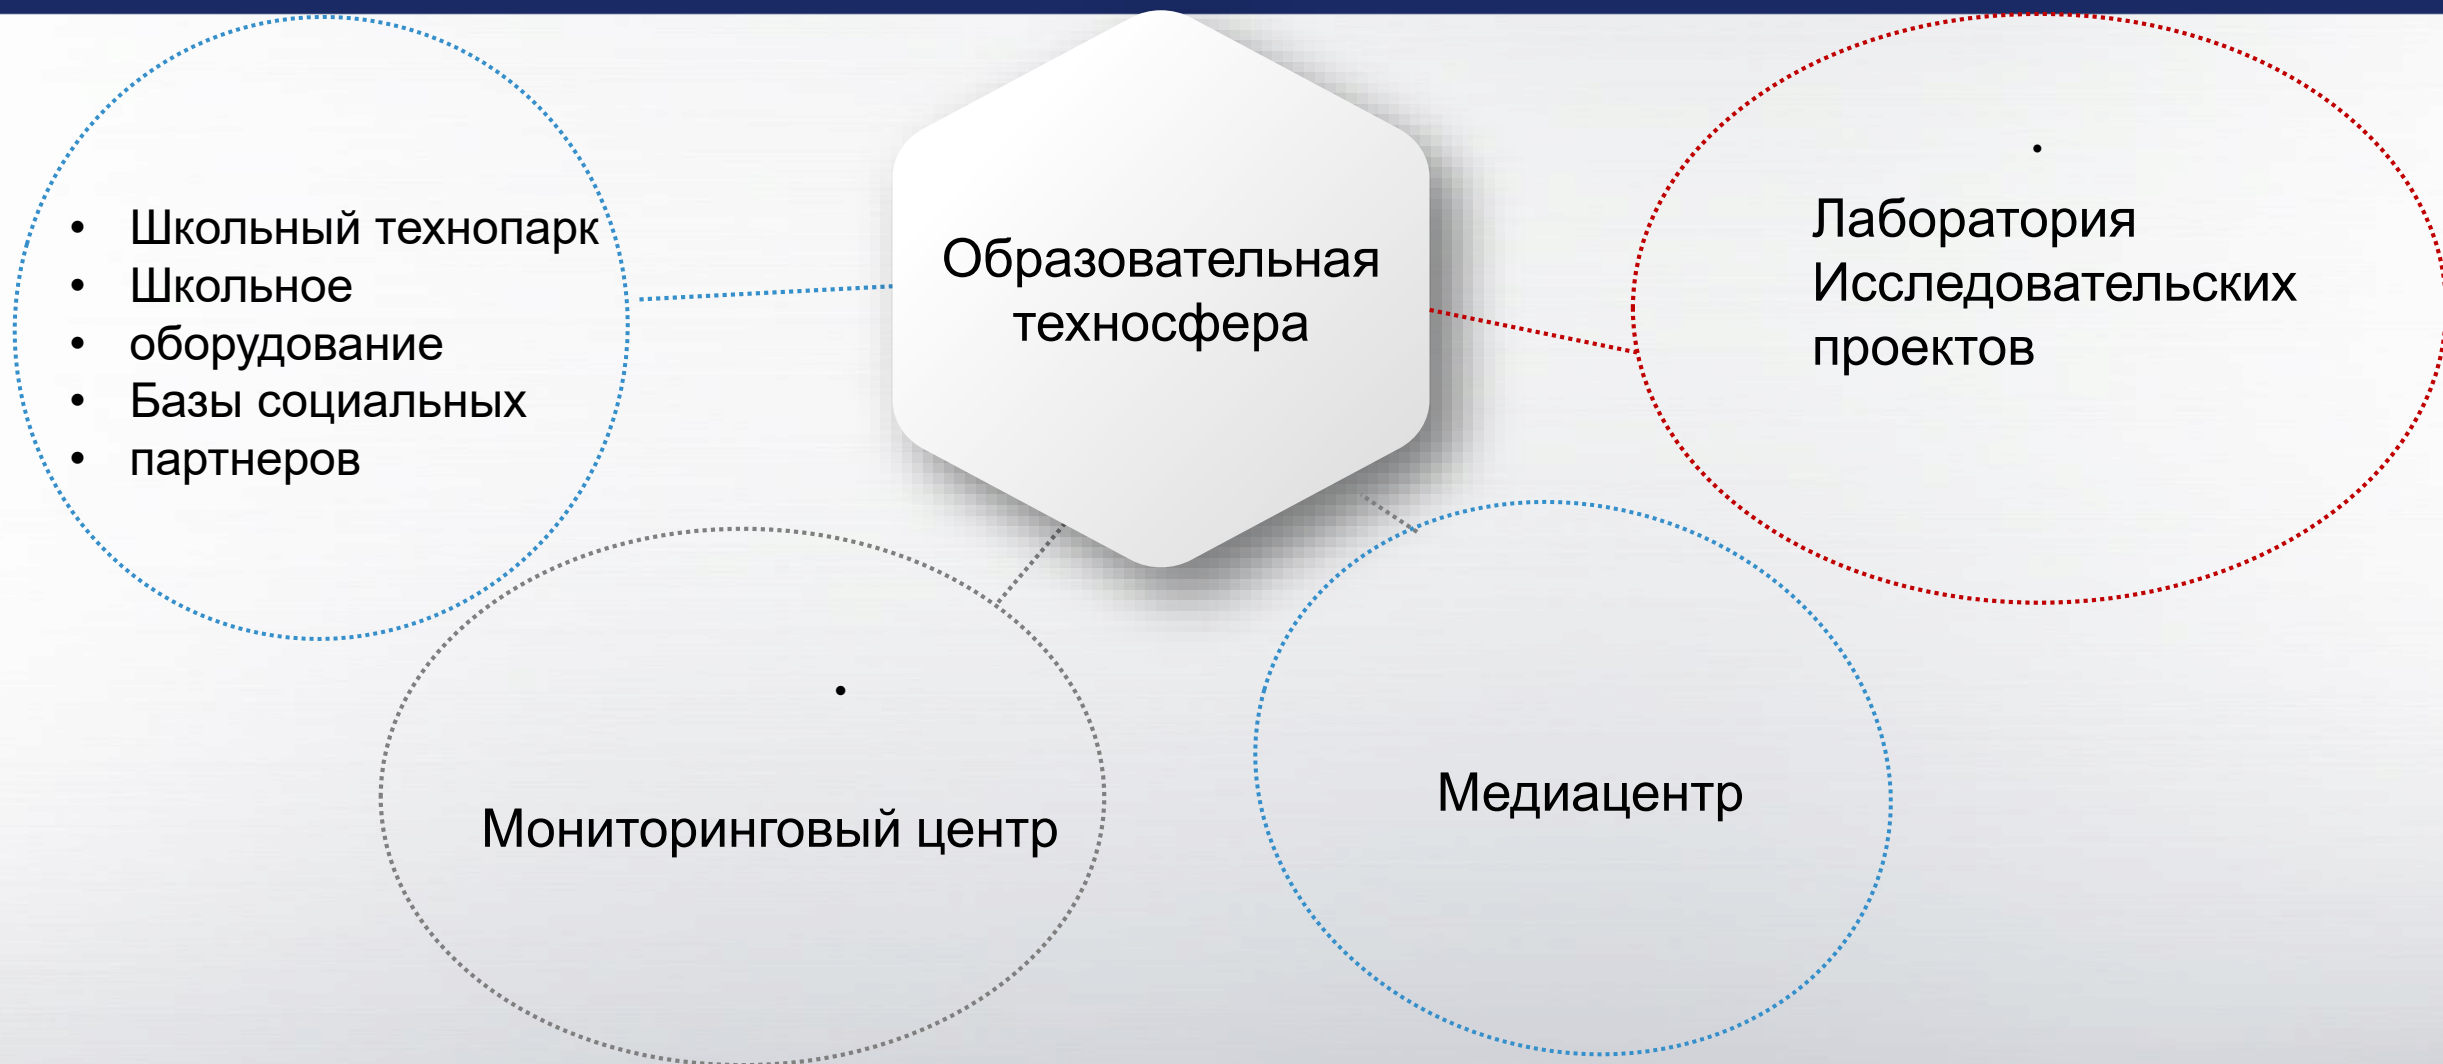 • Школьный технопарк
• Школьное
• оборудование
• Базы социальных
• партнеров
Образовательная
техносфера
•
Лаборатория
Исследовательских
проектов
•
Мониторинговый центр
Медиацентр